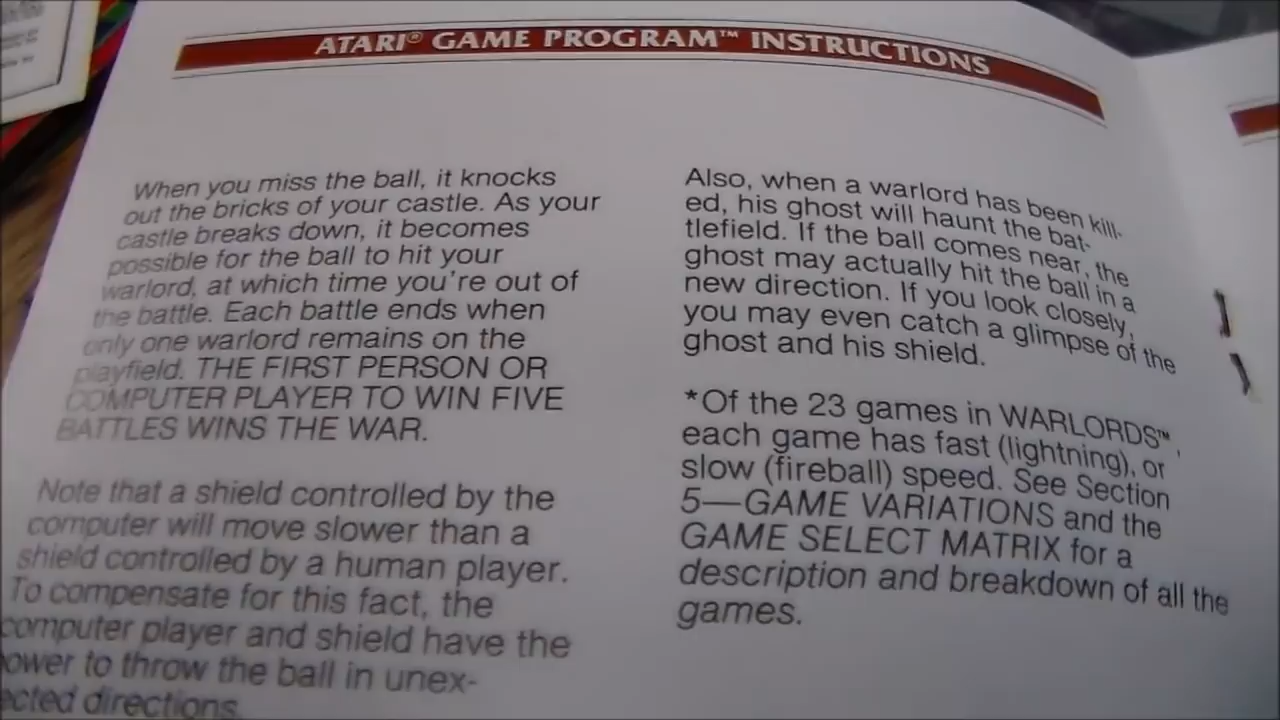 ATARI® GAME PROGRAM™ INSTRUCTIONS
When you miss the ball, it knocks
out the bricks of your castle. As your
castle breaks down, it becomes
possible for the ball to hit your
warlord, at which time you're out of
the battle. Each battle ends when
only one warlord remains on the
playfield. THE FIRST PERSON OR
COMPUTER PLAYER TO WIN FIVE
BATTLES WINS THE WAR.
Note that a shield controlled by the
computer will move slower than a
shield controlled by a human player.
To compensate for this fact, the
computer player and shield have the
power to throw the ball in unex-
ected directions.
Also, when a warlord has been kill-
ed, his ghost will haunt the bat-
tlefield. If the ball comes near, the
ghost may actually hit the ball in a
new direction. If you look closely,
you may even catch a glimpse of the
ghost and his shield.
*Of the 23 games in WARLORDS™,
each game has fast (lightning), or
slow (fireball) speed. See Section
5—GAME VARIATIONS and the
GAME SELECT MATRIX for a
description and breakdown of all the
games.